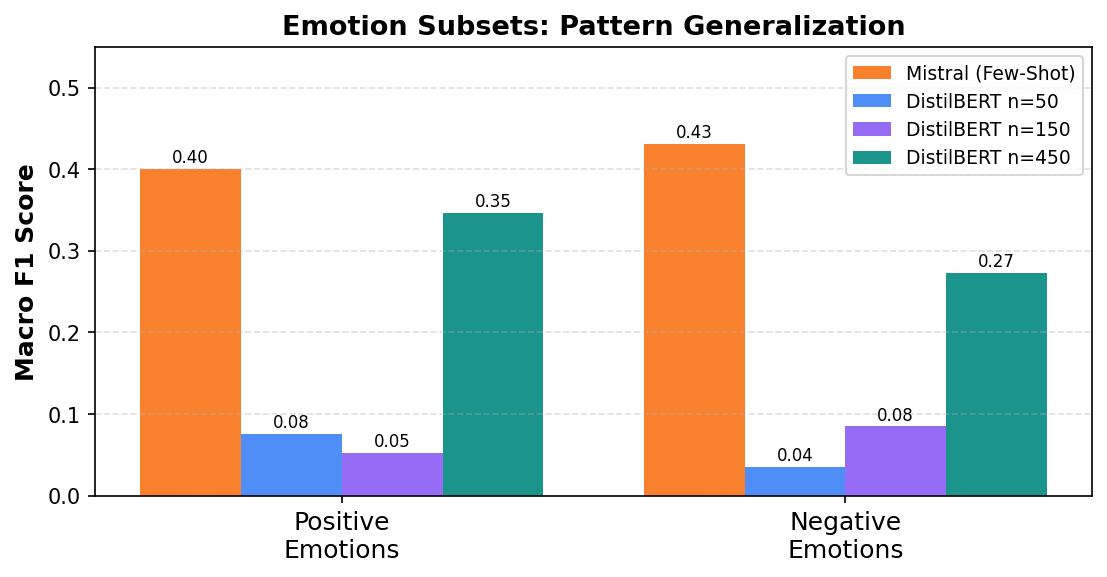 Emotion Subsets: Pattern Generalization
Macro F1 Score
0.5
0.4
0.3
0.2
0.1
0.0
Mistral (Few-Shot)
DistilBERT n=50
DistilBERT n=150
DistilBERT n=450
0.40
0.08
0.05
0.35
0.43
0.04
0.08
0.27
Positive
Emotions
Negative
Emotions